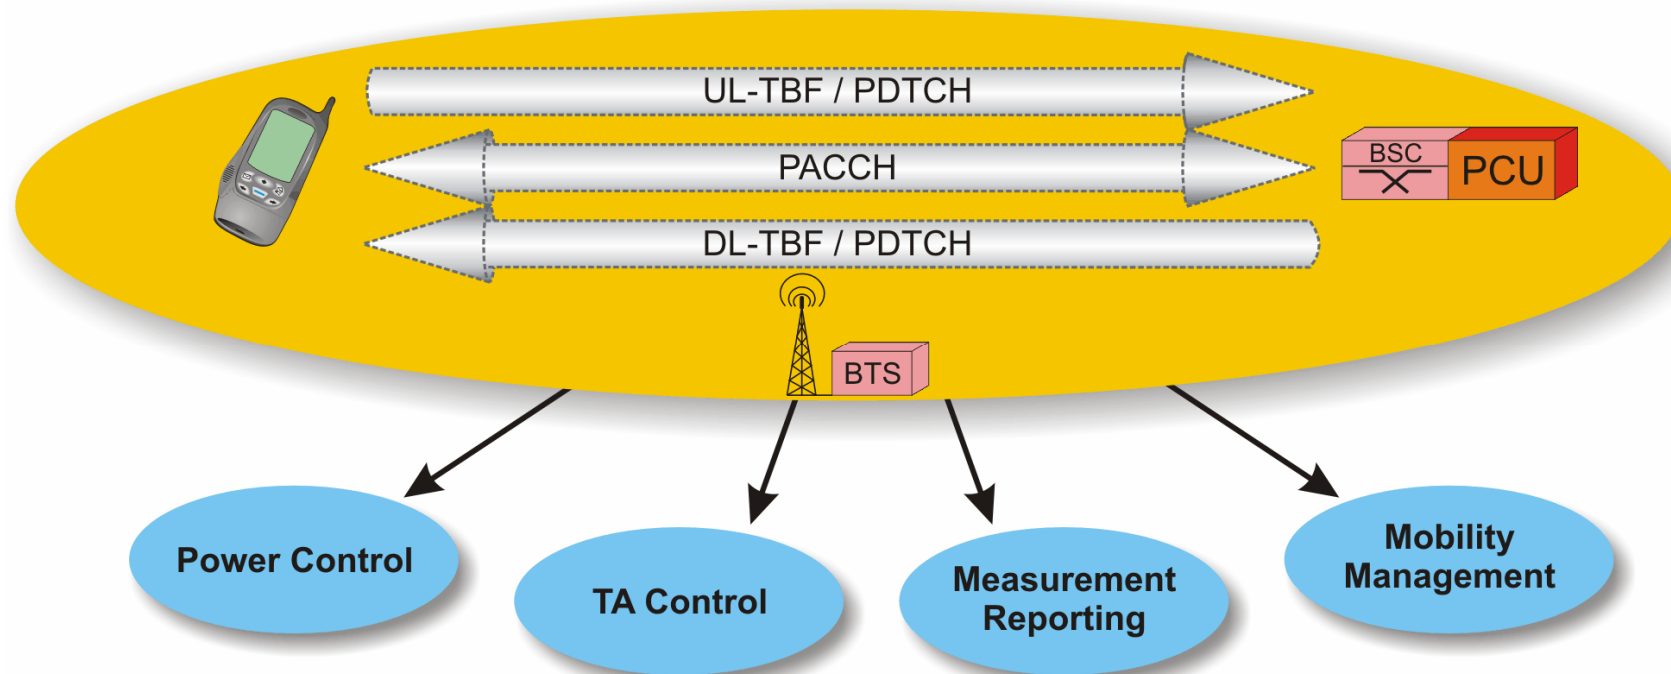 UL-TBF / PDTCH
PACCH
BSC
PCU
DL-TBF / PDTCH
BTS
Power Control
TA Control
Measurement
Reporting
Mobility
Management